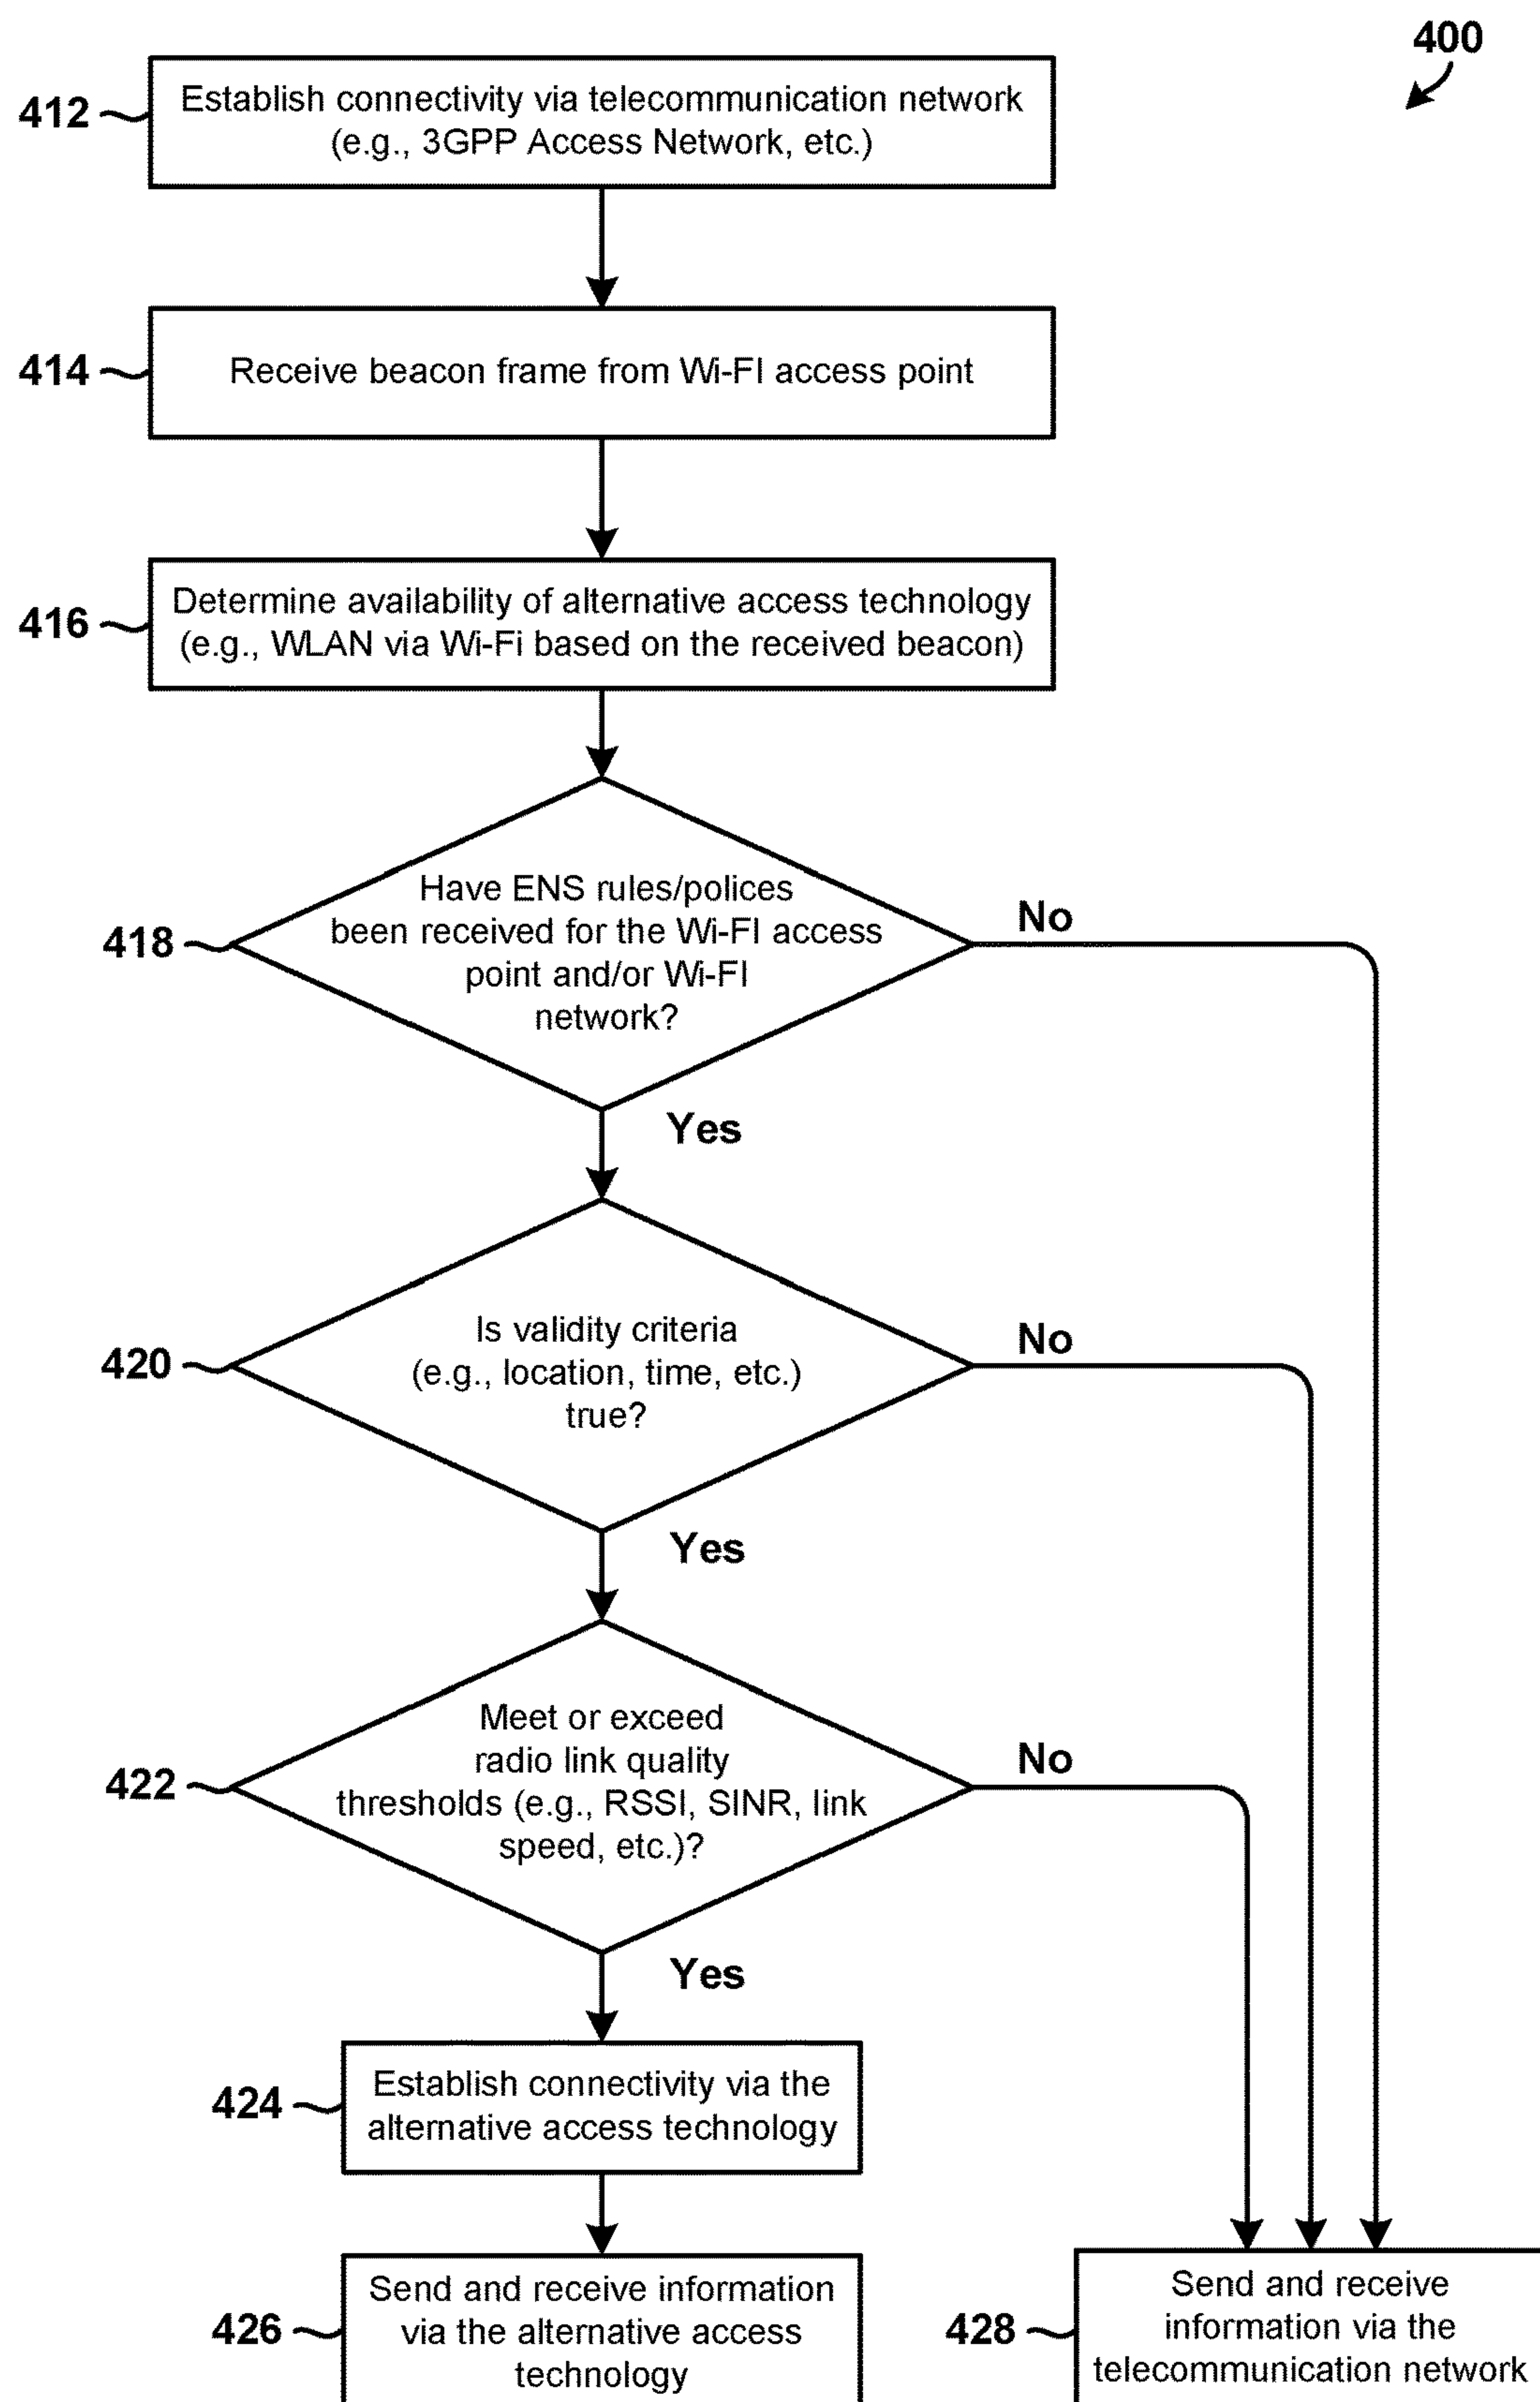 400
412
Establish connectivity via telecommunication network
(e.g., 3GPP Access Network, etc.)
414
Receive beacon frame from Wi-FI access point
416
Determine availability of alternative access technology
(e.g., WLAN via Wi-Fi based on the received beacon)
418
Have ENS rules/polices
been received for the Wi-FI access
point and/or Wi-FI
network?
No
Yes
420
Is validity criteria
(e.g., location, time, etc.)
true?
No
Yes
422
Meet or exceed
radio link quality
thresholds (e.g., RSSI, SINR, link
speed, etc.)?
No
Yes
424
Establish connectivity via the
alternative access technology
426
Send and receive information
via the alternative access
technology
428
Send and receive
information via the
telecommunication network